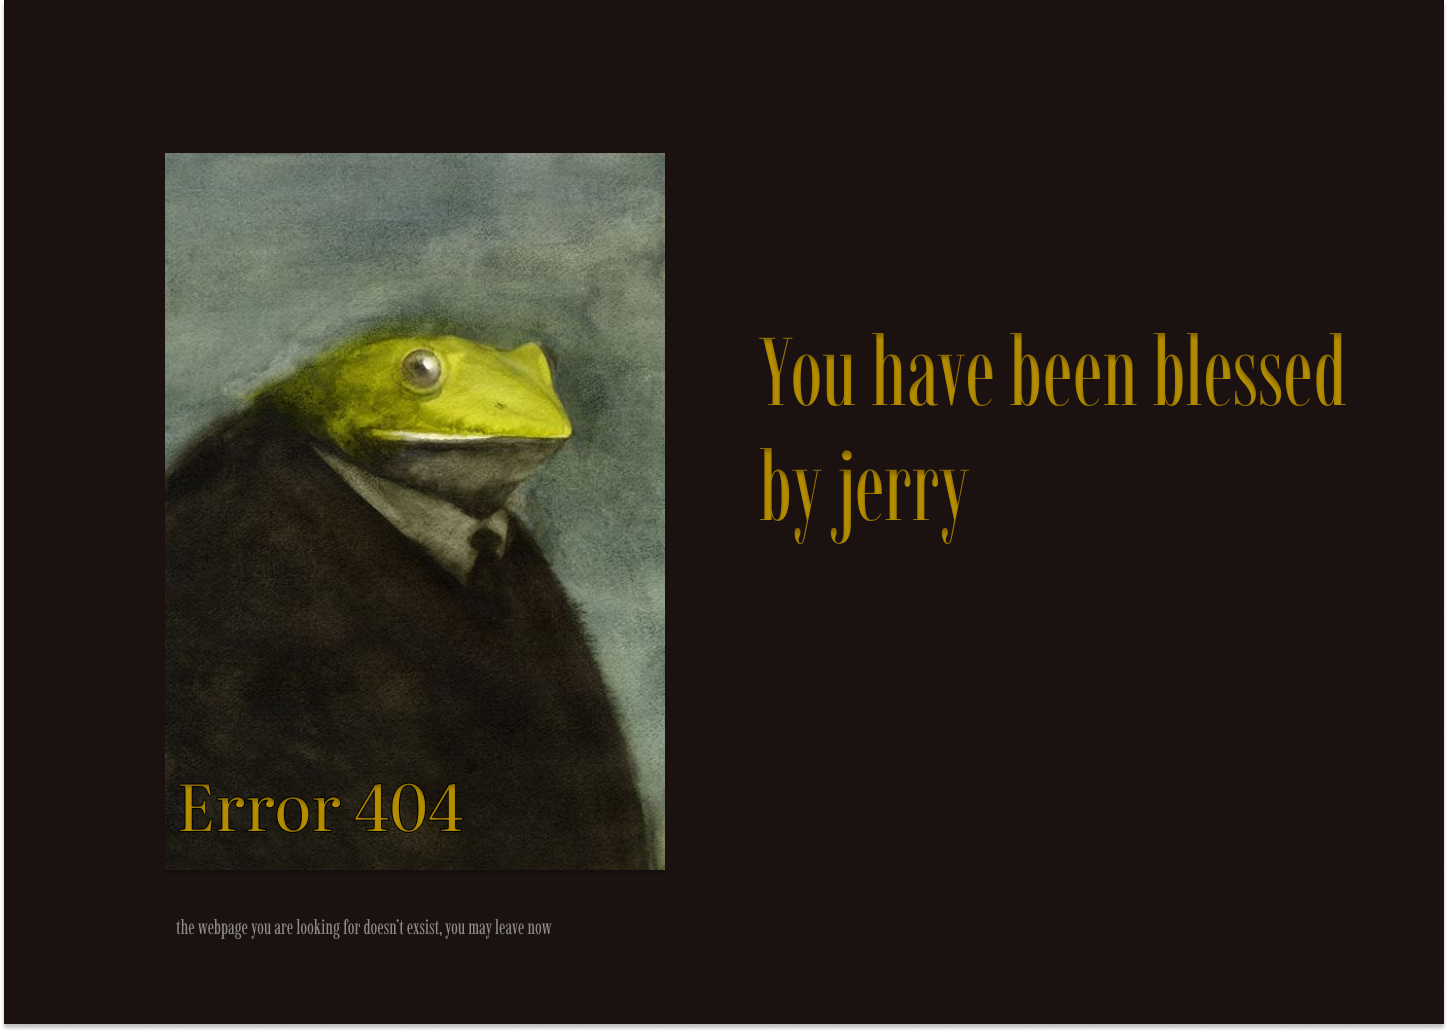 You have been blessed
by jerry
Error 404
the webpage you are looking for doesn't exsist, you may leave now